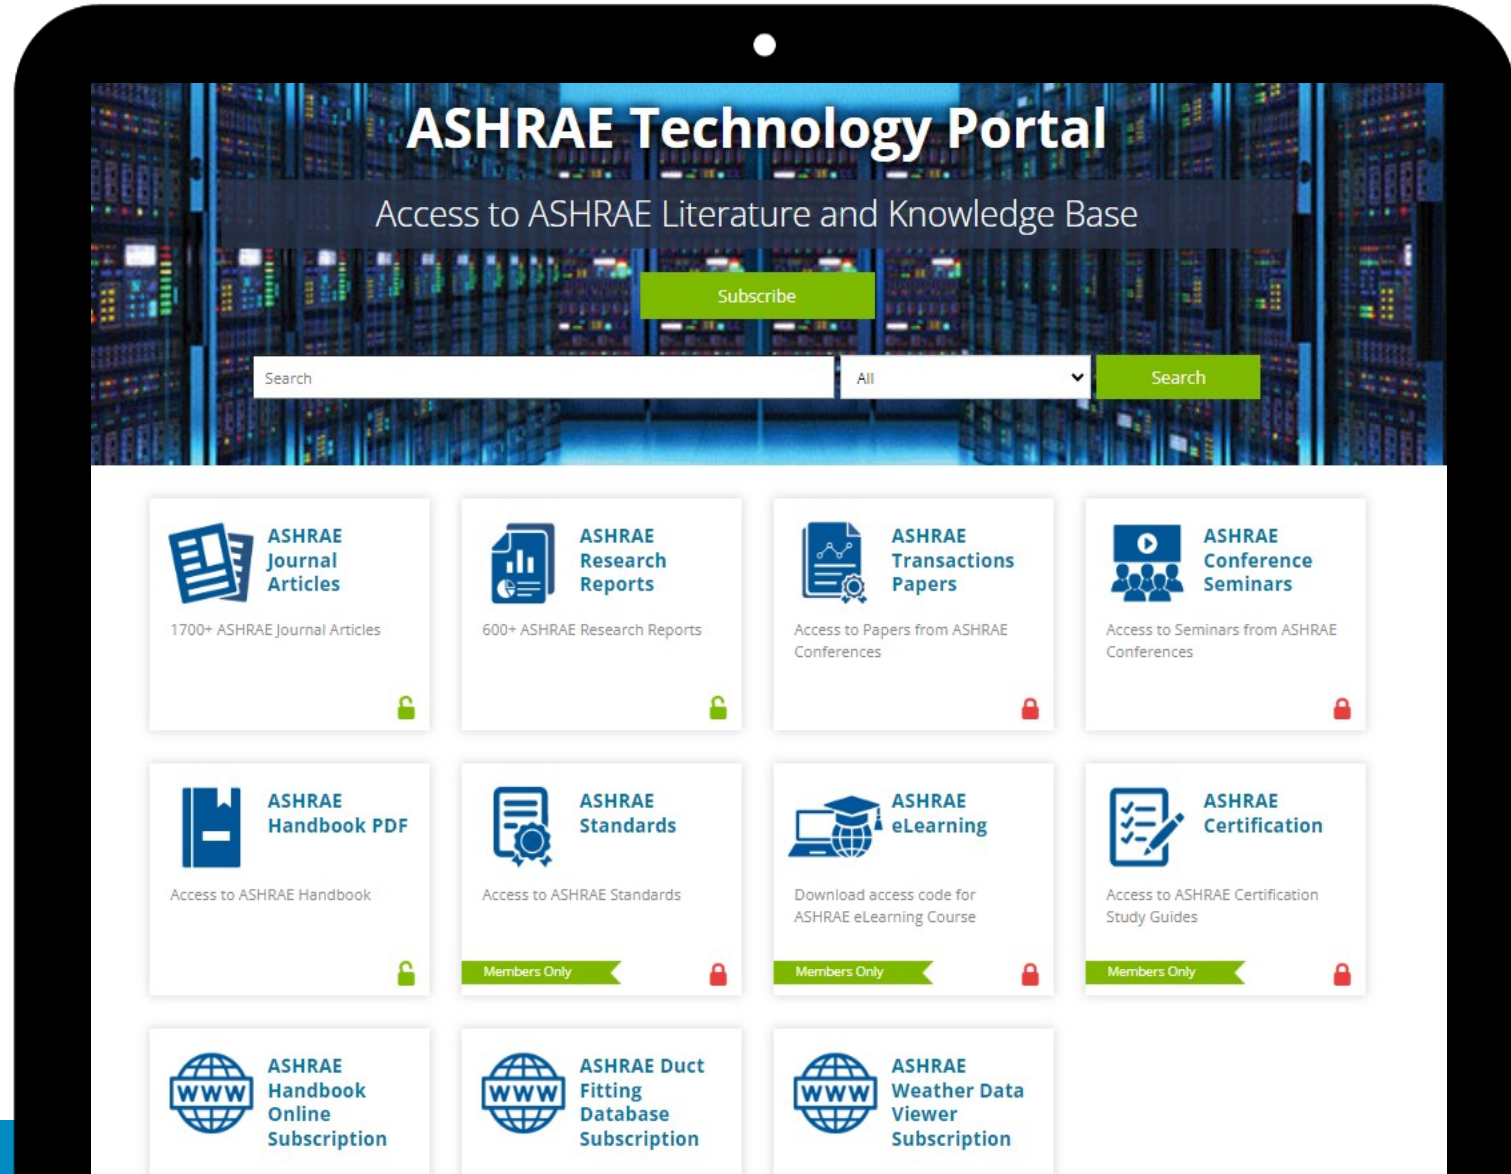 ASHRAE Technology Portal
Access to ASHRAE Literature and Knowledge Base
Subscribe
Search
All
Search
ASHRAE
Journal
Articles
1700+ ASHRAE Journal Articles
ASHRAE
Research
Reports
600+ ASHRAE Research Reports
ASHRAE
Transactions
Papers
Access to Papers from ASHRAE
Conferences
ASHRAE
Conference
Seminars
Access to Seminars from ASHRAE
Conferences
ASHRAE
Handbook PDF
Access to ASHRAE Handbook
ASHRAE
Standards
Access to ASHRAE Standards
Members Only
ASHRAE
eLearning
Download access code for
ASHRAE eLearning Course
Members Only
ASHRAE
Certification
Access to ASHRAE Certification
Study Guides
Members Only
WWW
ASHRAE
Handbook
Online
Subscription
WWW
ASHRAE Duct
Fitting
Database
Subscription
WWW
ASHRAE
Weather Data
Viewer
Subscription